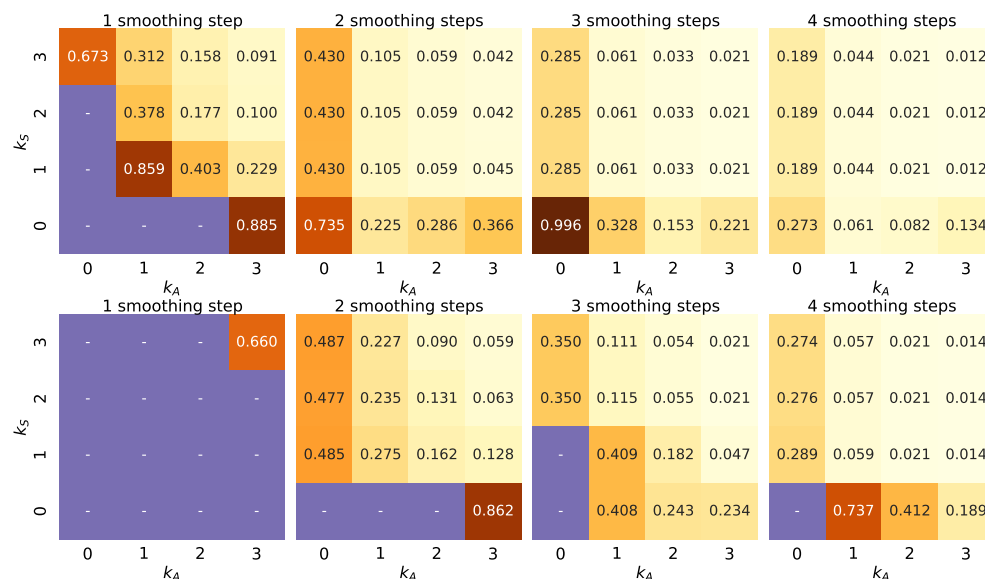 1 smoothing step 2 smoothing steps 3 smoothing steps 4 smoothing steps
3 0.673 0.312 0.158 0.091 0.430 0.105 0.059 0.042 0.285 0.061 0.033 0.021 0.189 0.044 0.021 0.012
2 - 0.378 0.177 0.100 0.430 0.105 0.059 0.042 0.285 0.061 0.033 0.021 0.189 0.044 0.021 0.012
k_S
1 - 0.859 0.403 0.229 0.430 0.105 0.059 0.045 0.285 0.061 0.033 0.021 0.189 0.044 0.021 0.012
0 - - - 0.885 0.735 0.225 0.286 0.366 0.996 0.328 0.153 0.221 0.273 0.061 0.082 0.134
0 1 2 3 0 1 2 3 0 1 2 3 0 1 2 3
k_A k_A k_A k_A
1 smoothing step 2 smoothing steps 3 smoothing steps 4 smoothing steps
3 - - - 0.660 0.487 0.227 0.090 0.059 0.350 0.111 0.054 0.021 0.274 0.057 0.021 0.014
2 - - - - 0.477 0.235 0.131 0.063 0.350 0.115 0.055 0.021 0.276 0.057 0.021 0.014
k_S
1 - - - - 0.485 0.275 0.162 0.128 - 0.409 0.182 0.047 0.289 0.059 0.021 0.014
0 - - - - - - - 0.862 - 0.408 0.243 0.234 - 0.737 0.412 0.189
0 1 2 3 0 1 2 3 0 1 2 3 0 1 2 3
k_A k_A k_A k_A